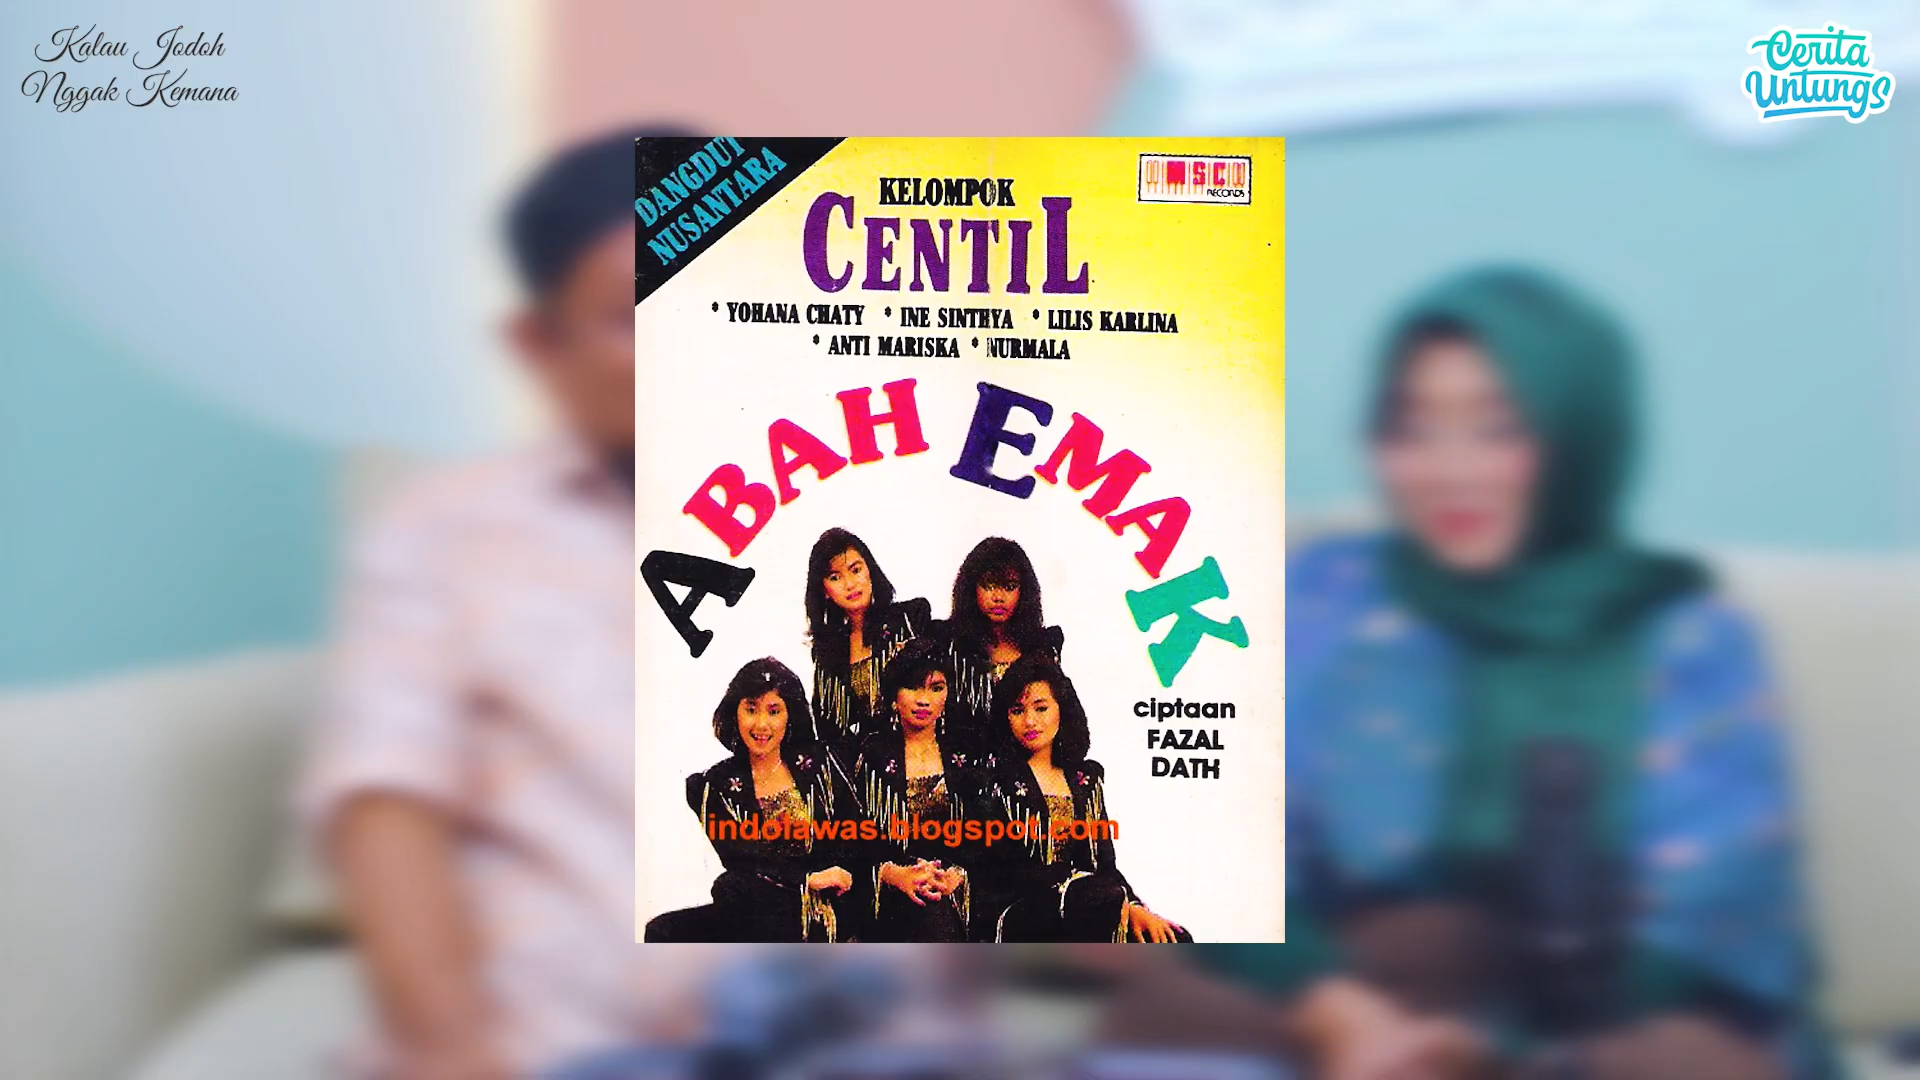 Kalau Jodoh
Nggak Kemana
Cerita
Untungs
DANGDUT
NUSANTARA
KELOMPOK
CENTIL
* YOHANA CHATY * INE SINTHYA * LILIS KARLINA
* ANTI MARISKA * NURMALA
MSC
RECORDS
ABAH EMAK
ciptaan
FAZAL
DATH
indolawas.blogspot.com